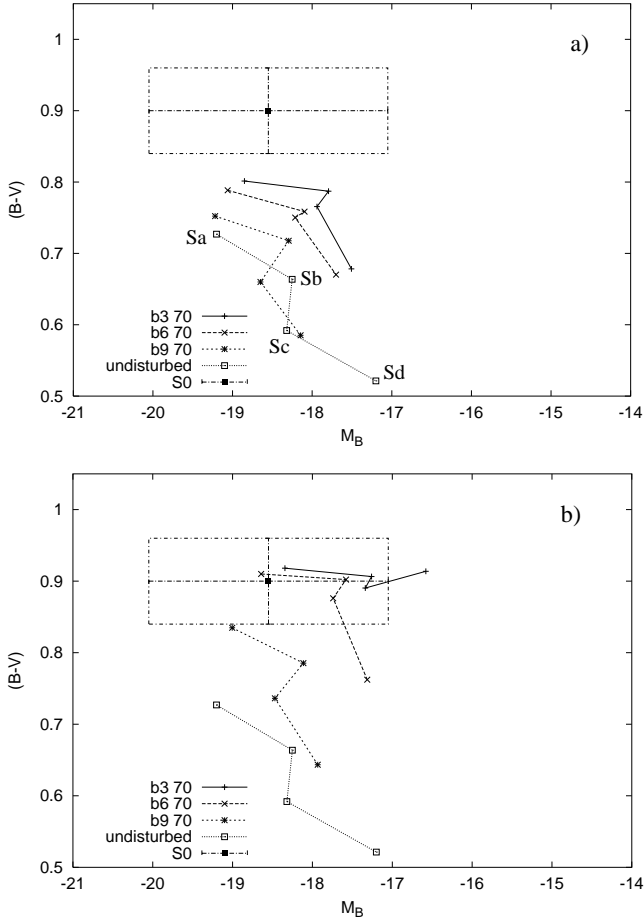 a)
1
0.9
0.8
0.7
0.6
0.5
(B-V)
Sa
Sb
Sc
Sd
b3 70
b6 70
b9 70
undisturbed
S0
-21 -20 -19 -18 -17 -16 -15 -14
M_B
b)
1
0.9
0.8
0.7
0.6
0.5
(B-V)
b3 70
b6 70
b9 70
undisturbed
S0
-21 -20 -19 -18 -17 -16 -15 -14
M_B